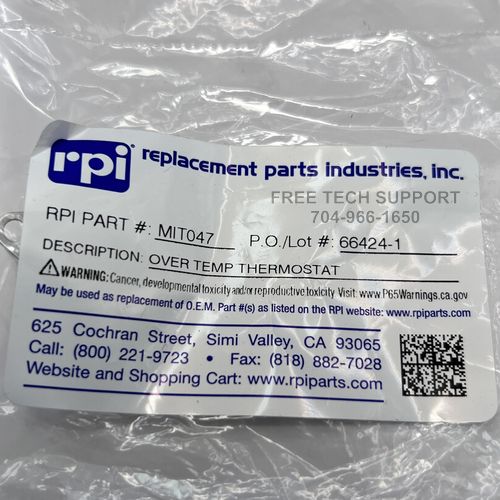 rpi replacement parts industries, inc.
FREE TECH SUPPORT
704-966-1650
RPI PART #: MIT047 P.O./Lot #: 66424-1
DESCRIPTION: OVER TEMP THERMOSTAT
WARNING: Cancer, developmental toxicity and/or reproductive toxicity Visit: www.P65Warnings.ca.gov
May be used as replacement of O.E.M. Part #(s) as listed on the RPI website: www.rpiparts.com
625 Cochran Street, Simi Valley, CA 93065
Call: (800) 221-9723 • Fax: (818) 882-7028
Website and Shopping Cart: www.rpiparts.com